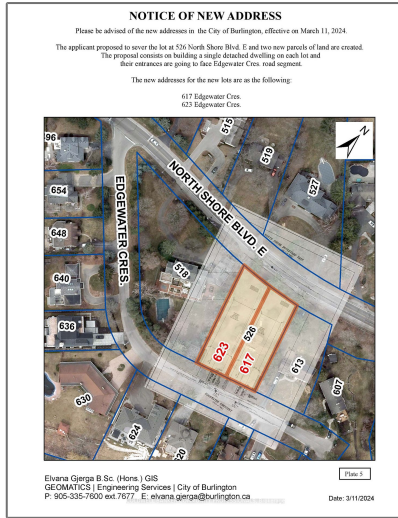 NOTICE OF NEW ADDRESS
Please be advised of the new addresses in the City of Burlington, effective on March 11, 2024.
The applicant proposed to sever the lot at 526 North Shore Blvd. E and two new parcels of land are created.
The proposal consists on building a single detached dwelling on each lot and
their entrances are going to face Edgewater Cres. road segment.
The new addresses for the new lots are as the following:
617 Edgewater Cres.
623 Edgewater Cres.
96
515
519
527
654
648
640
636
630
624
620
518
526
623
617
613
607
N
NORTH SHORE BLVD. E
EDGEWATER CRES.
Plate 5
Elvana Gjerga B.Sc. (Hons.) GIS
GEOMATICS | Engineering Services | City of Burlington
P: 905-335-7600 ext.7677 E: elvana.gjerga@burlington.ca
Date: 3/11/2024